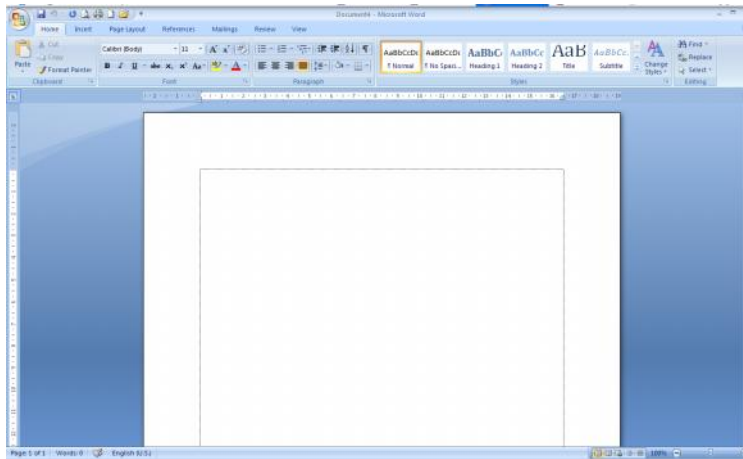 Document4 - Microsoft Word
Home Insert Page Layout References Mailings Review View
Paste
Cut
Copy
Format Painter
Clipboard
Calibri (Body) 11
Font
Paragraph
AaBbCcDc AaBbCcDc AaBbC AaBbCc AaB AaBbCc.
¶ Normal ¶ No Spaci... Heading 1 Heading 2 Title Subtitle
Change Styles
Styles
Find
Replace
Select
Editing
Page 1 of 1 Words: 0 English (U.S.) 100%